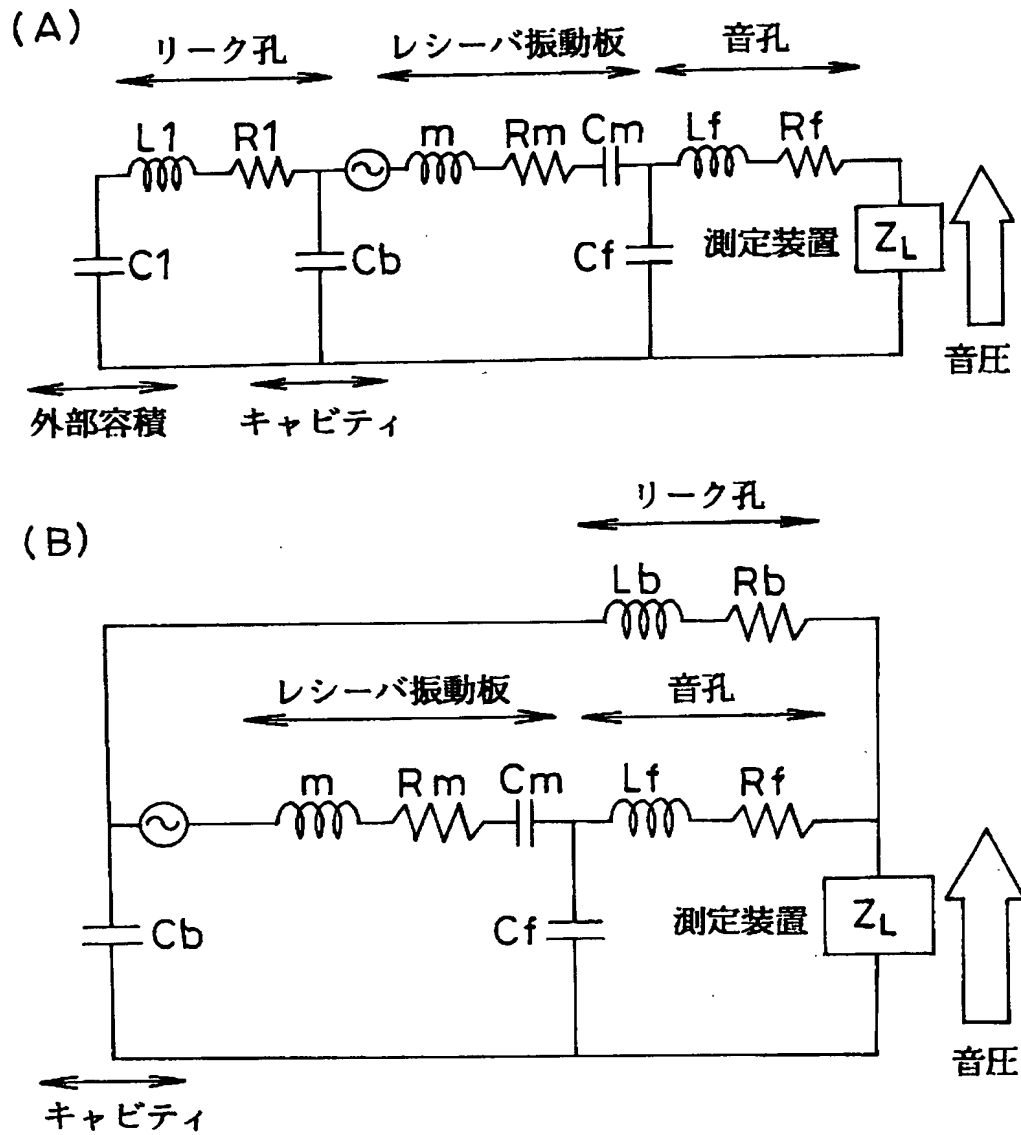 (A)
リーク孔
レシーバ振動板
音孔
L1
R1
m
Rm
Cm
Lf
Rf
C1
Cb
Cf
測定装置
ZL
音圧
外部容積
キャビティ
(B)
リーク孔
Lb
Rb
レシーバ振動板
音孔
m
Rm
Cm
Lf
Rf
Cb
Cf
測定装置
ZL
音圧
キャビティ